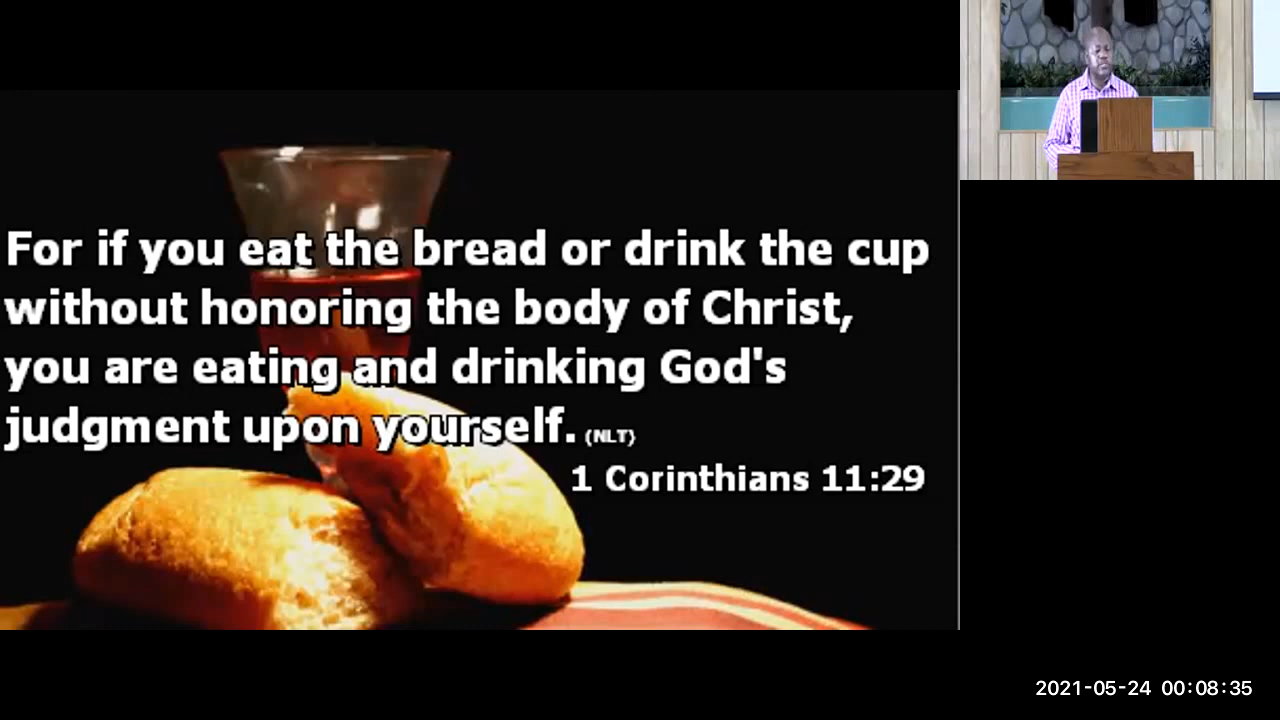 For if you eat the bread or drink the cup
without honoring the body of Christ,
you are eating and drinking God's
judgment upon yourself. (NLT)
1 Corinthians 11:29
2021-05-24 00:08:35